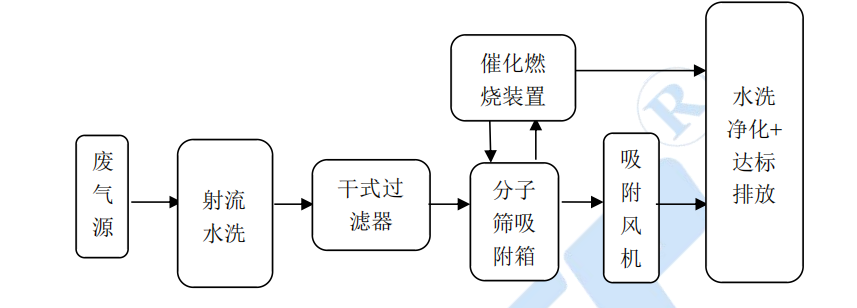 废
气
源
射流
水洗
干式过
滤器
催化燃
烧装置
分子
筛吸
附箱
吸
附
风
机
水洗
净化+
达标
排放
®